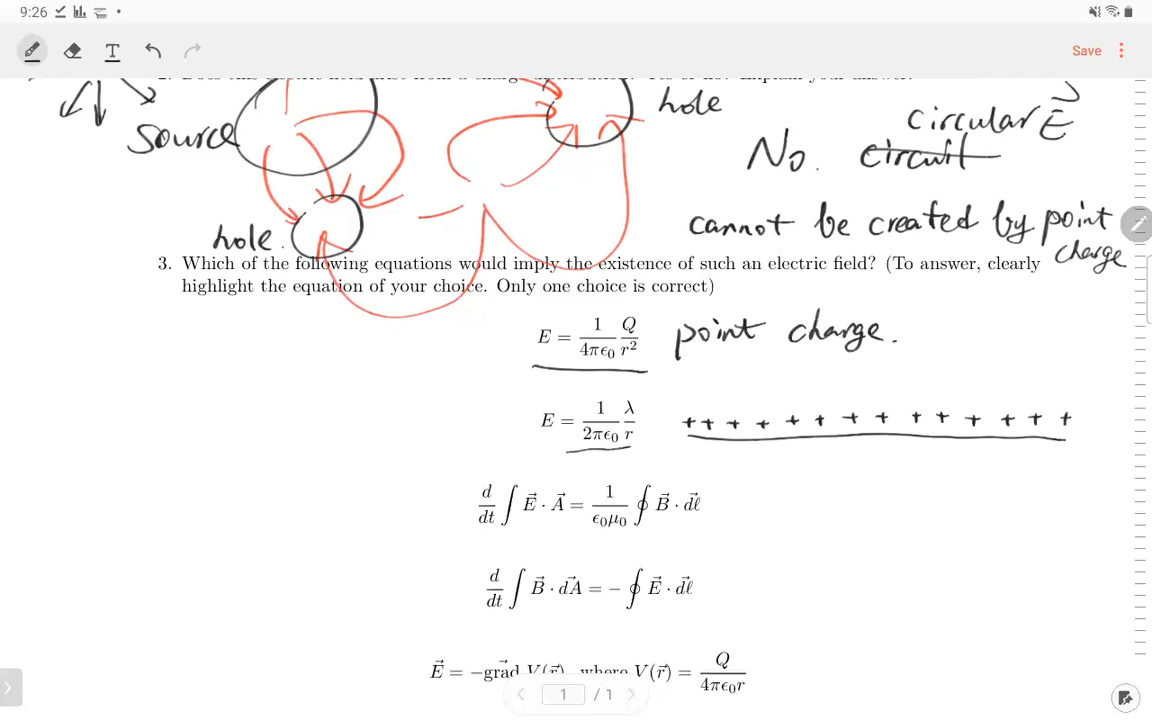 9:26
T
Save
hole
Source
circular E⃗
No. circuit
hole
cannot be created by point
charge
3. Which of the following equations would imply the existence of such an electric field? (To answer, clearly
highlight the equation of your choice. Only one choice is correct)
E = 1/4πϵ₀ Q/r² point charge.
E = 1/2πϵ₀ λ/r + + + + + + + + + + + + + +
d/dt ∫ E⃗ · A⃗ = 1/ϵ₀μ₀ ∮ B⃗ · dℓ⃗
d/dt ∫ B⃗ · dA⃗ = − ∮ E⃗ · dℓ⃗
E⃗ = −grad⃗ V(r⃗), where V(r⃗) = Q/4πϵ₀r
1 / 1